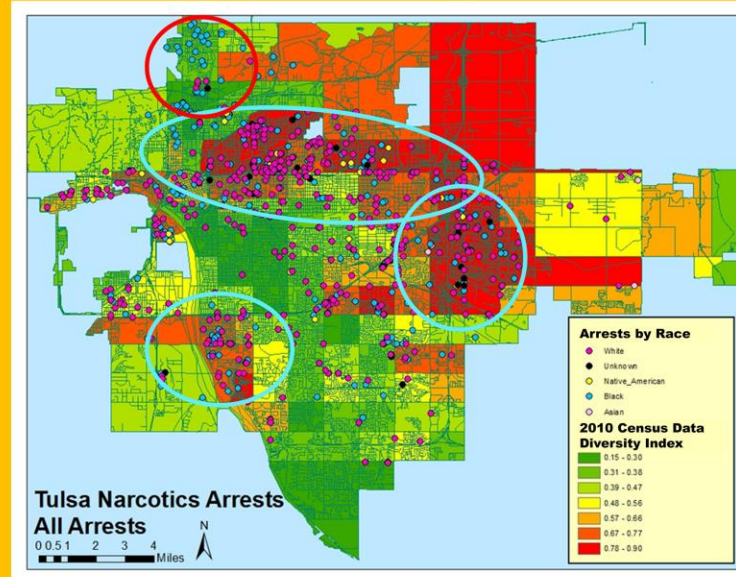 Arrests by Race
White
Unknown
Native_American
Black
Asian
2010 Census Data
Diversity Index
0.15 - 0.30
0.31 - 0.38
0.39 - 0.47
0.48 - 0.56
0.57 - 0.66
0.67 - 0.77
0.78 - 0.90
Tulsa Narcotics Arrests
All Arrests
N
0 0.5 1 2 3 4
Miles